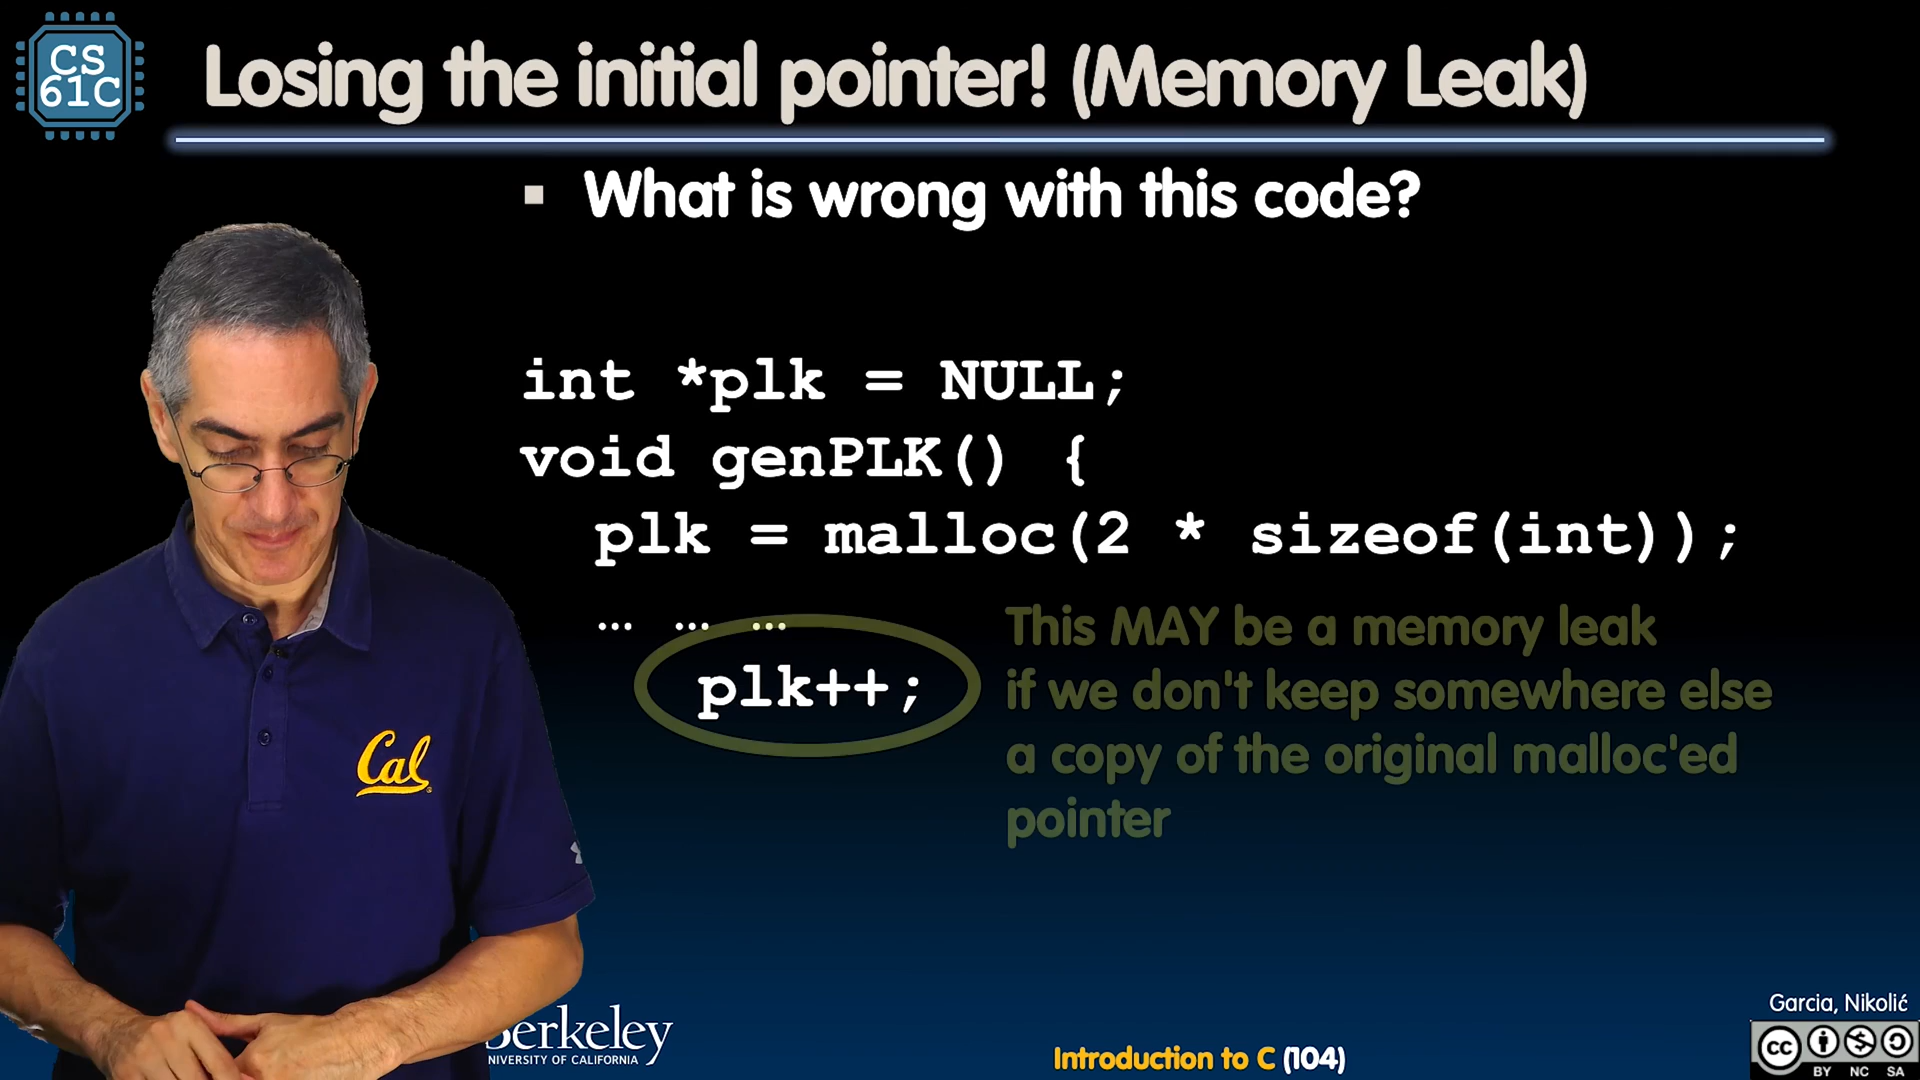 CS
61C
Losing the initial pointer! (Memory Leak)
▪ What is wrong with this code?
int *plk = NULL;
void genPLK() {
plk = malloc(2 * sizeof(int));
… … …
plk++;
This MAY be a memory leak
if we don't keep somewhere else
a copy of the original malloc'ed
pointer
Cal
Berkeley
NIVERSITY OF CALIFORNIA
Introduction to C (104)
Garcia, Nikolić
cc
BY NC SA